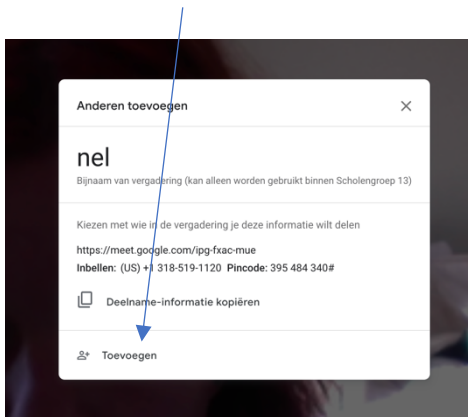 Anderen toevoegen
nel
Bijnaam van vergadering (kan alleen worden gebruikt binnen Scholengroep 13)
Kiezen met wie in de vergadering je deze informatie wilt delen
https://meet.google.com/ipg-fxac-mue
Inbellen: (US) +1 318-519-1120 Pincode: 395 484 340#
Deelname-informatie kopiëren
Toevoegen